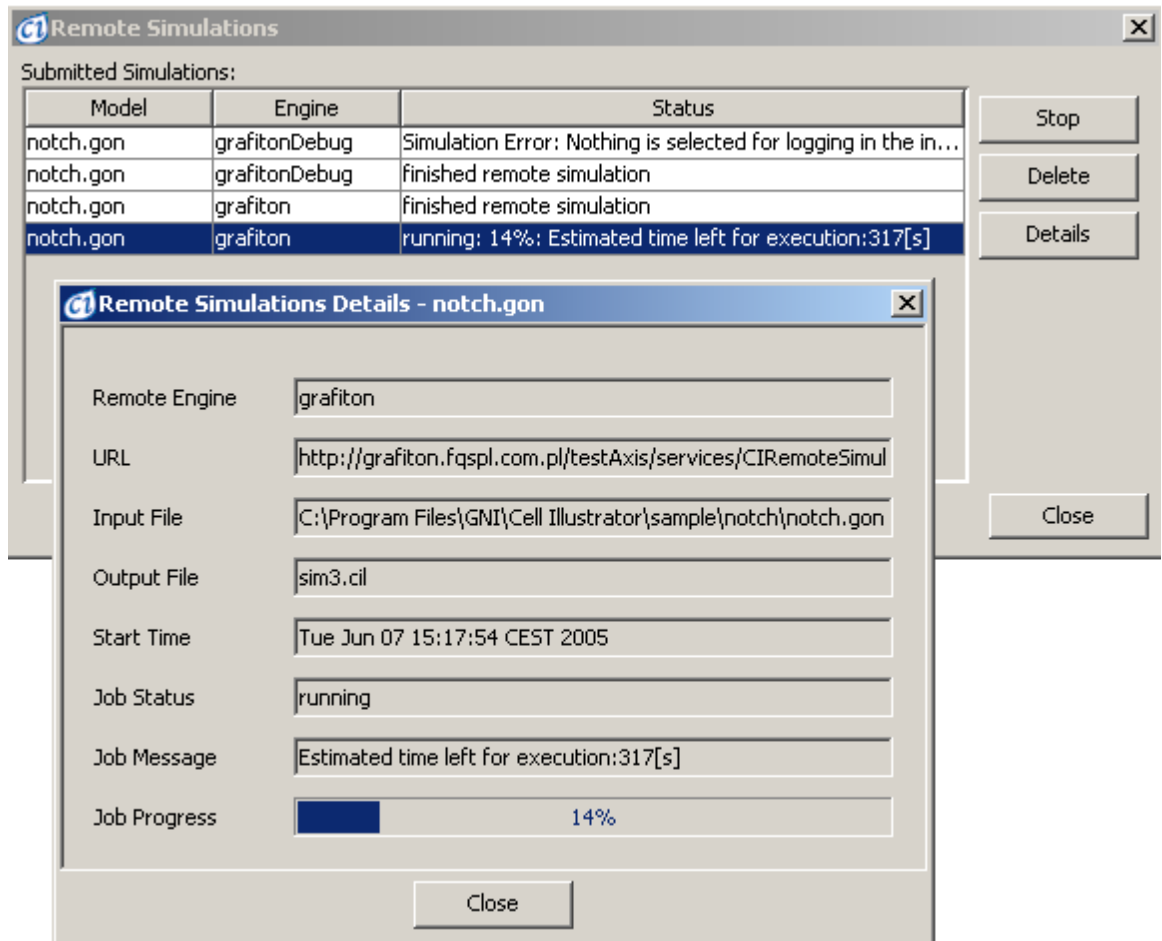 Remote Simulations
Submitted Simulations:
Model Engine Status
notch.gon grafitonDebug Simulation Error: Nothing is selected for logging in the in...
notch.gon grafitonDebug finished remote simulation
notch.gon grafiton finished remote simulation
notch.gon grafiton running: 14%: Estimated time left for execution:317[s]
Stop
Delete
Details
Close
Remote Simulations Details - notch.gon
Remote Engine grafiton
URL http://grafiton.fqspl.com.pl/testAxis/services/CIRemoteSimul
Input File C:\Program Files\GNI\Cell Illustrator\sample\notch\notch.gon
Output File sim3.cil
Start Time Tue Jun 07 15:17:54 CEST 2005
Job Status running
Job Message Estimated time left for execution:317[s]
Job Progress 14%
Close